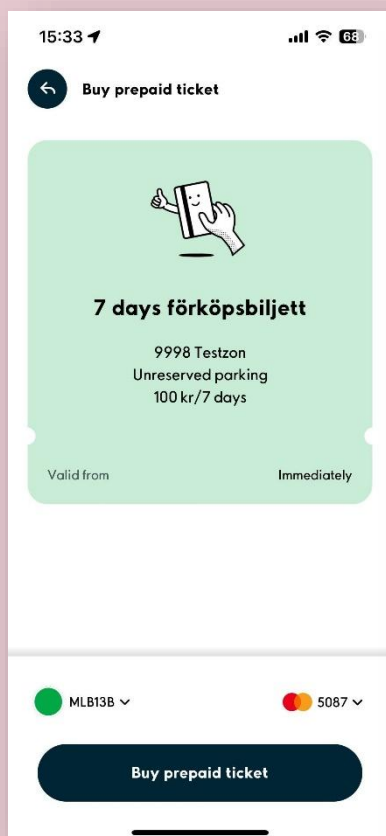 15:33
68
Buy prepaid ticket
7 days förköpsbiljett
9998 Testzon
Unreserved parking
100 kr/7 days
Valid from Immediately
MLB13B 5087
Buy prepaid ticket